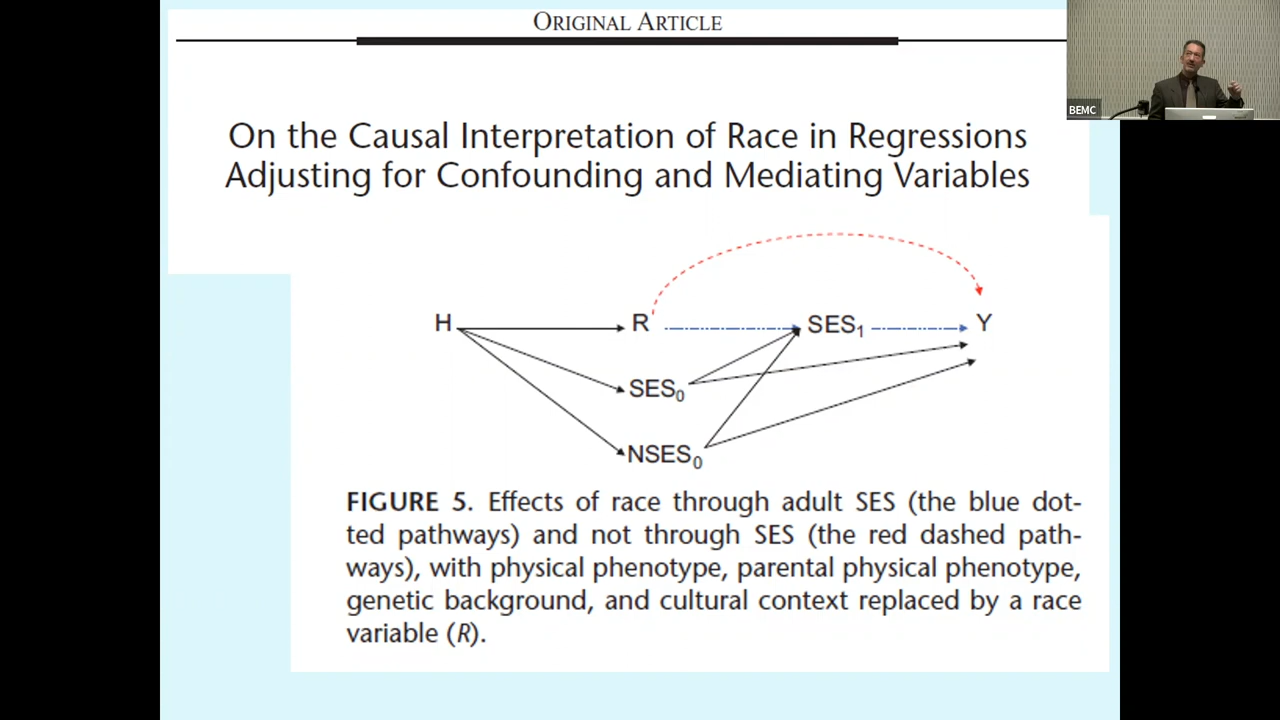 ORIGINAL ARTICLE
BEMC
On the Causal Interpretation of Race in Regressions
Adjusting for Confounding and Mediating Variables
H
R
SES1
Y
SES0
NSES0
FIGURE 5. Effects of race through adult SES (the blue dot-
ted pathways) and not through SES (the red dashed path-
ways), with physical phenotype, parental physical phenotype,
genetic background, and cultural context replaced by a race
variable (R).